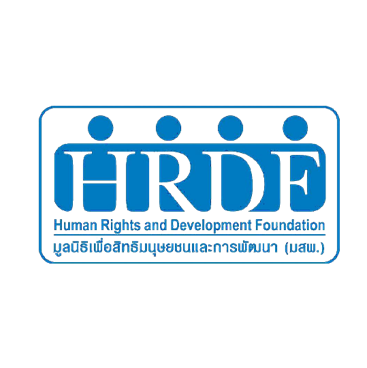 HRDF
Human Rights and Development Foundation
มูลนิธิเพื่อสิทธิมนุษยชนและการพัฒนา (มสพ.)